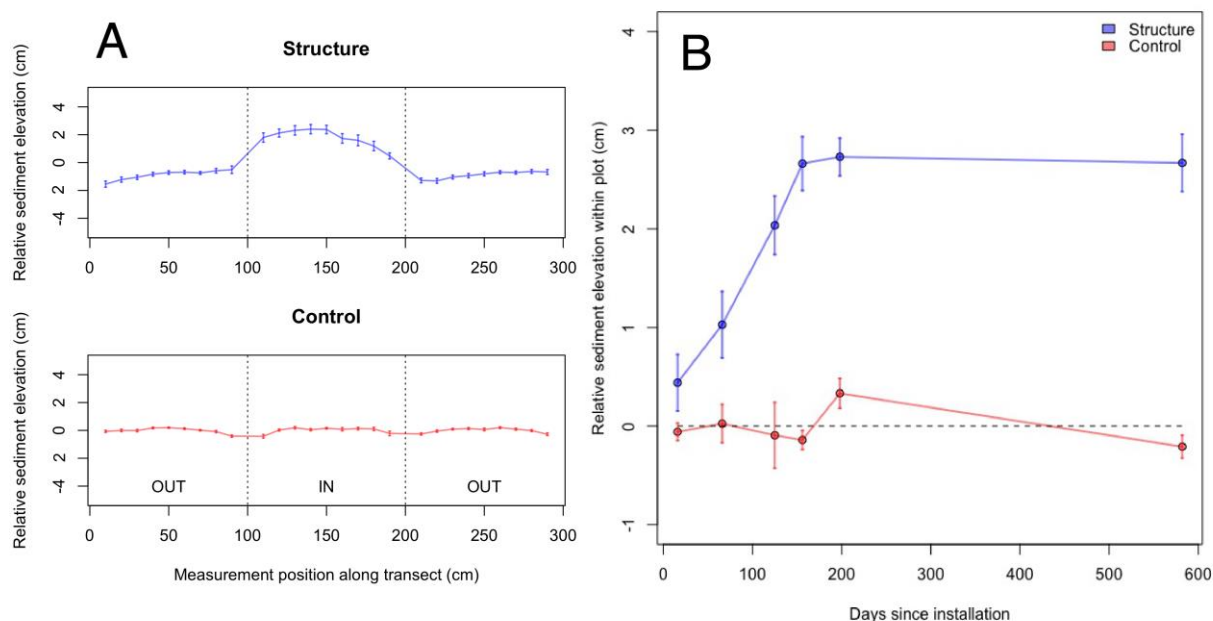 A
Structure
Relative sediment elevation (cm)
4
2
0
2
-4
0 50 100 150 200 250 300
Control
Relative sediment elevation (cm)
4
2
0
2
-4
OUT IN OUT
0 50 100 150 200 250 300
Measurement position along transect (cm)
B
Structure
Control
Relative sediment elevation within plot (cm)
4
3
2
1
0
-1
0 100 200 300 400 500 600
Days since installation